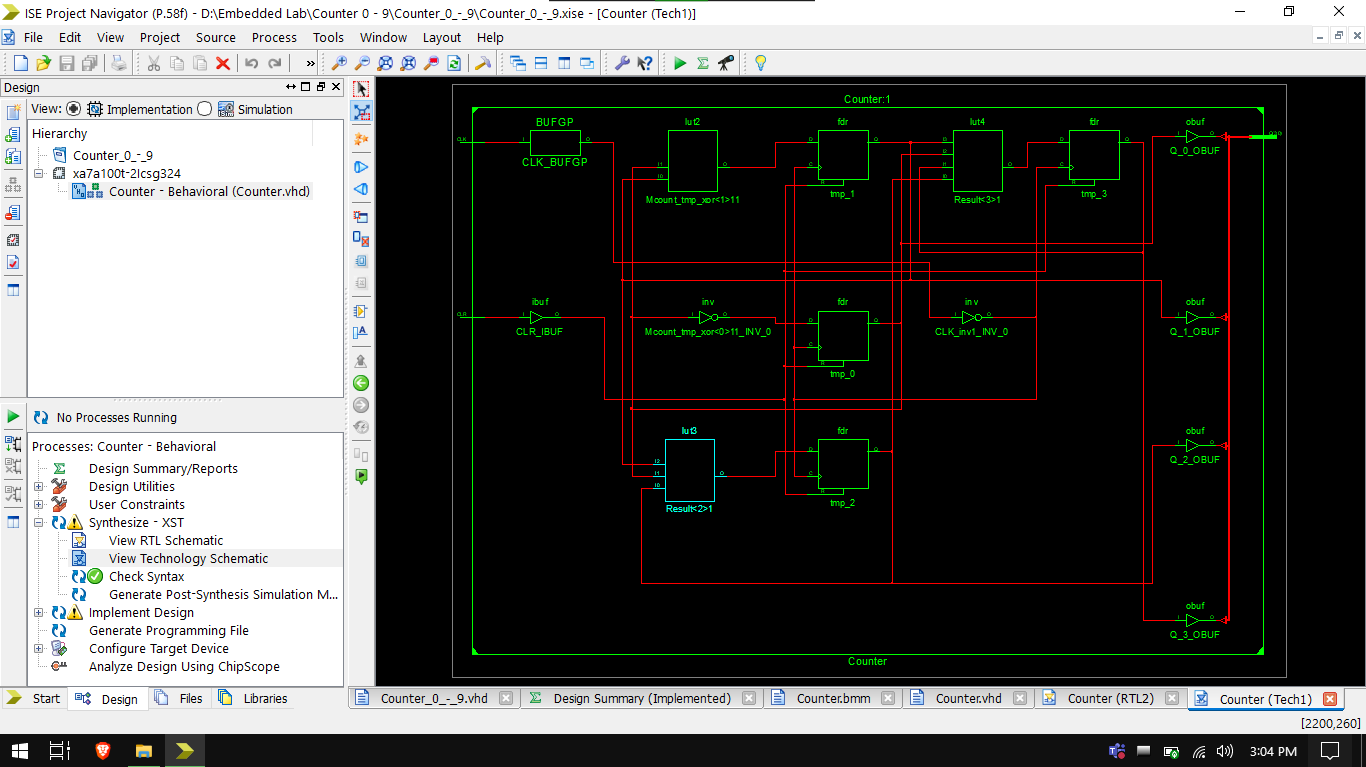 ISE Project Navigator (P.58f) - D:\Embedded Lab\Counter 0 - 9\Counter_0_-_9\Counter_0_-_9.xise - [Counter (Tech1)]
File Edit View Project Source Process Tools Window Layout Help
Design
View: Implementation Simulation
Hierarchy
Counter_0_-_9
xa7a100t-2Icsg324
Counter - Behavioral (Counter.vhd)
No Processes Running
Processes: Counter - Behavioral
Design Summary/Reports
Design Utilities
User Constraints
Synthesize - XST
View RTL Schematic
View Technology Schematic
Check Syntax
Generate Post-Synthesis Simulation M...
Implement Design
Generate Programming File
Configure Target Device
Analyze Design Using ChipScope
Start Design Files Libraries
Counter:1
BUFGP lut2 fdr lut4 fdr obuf
CLK
CLK_BUFGP Q_0_OBUF
Mcount_tmp_xor<1>11 tmp_1 Result<3>1 tmp_3
ibuf inv fdr inv obuf
CLR
CLR_IBUF Mcount_tmp_xor<0>11_INV_0 CLK_inv1_INV_0 Q_1_OBUF
tmp_0
lut3 fdr obuf
Q_2_OBUF
Result<2>1 tmp_2
obuf
Q_3_OBUF
Counter
Counter_0_-_9.vhd Design Summary (Implemented) Counter.bmm Counter.vhd Counter (RTL2) Counter (Tech1)
[2200,260]
3:04 PM